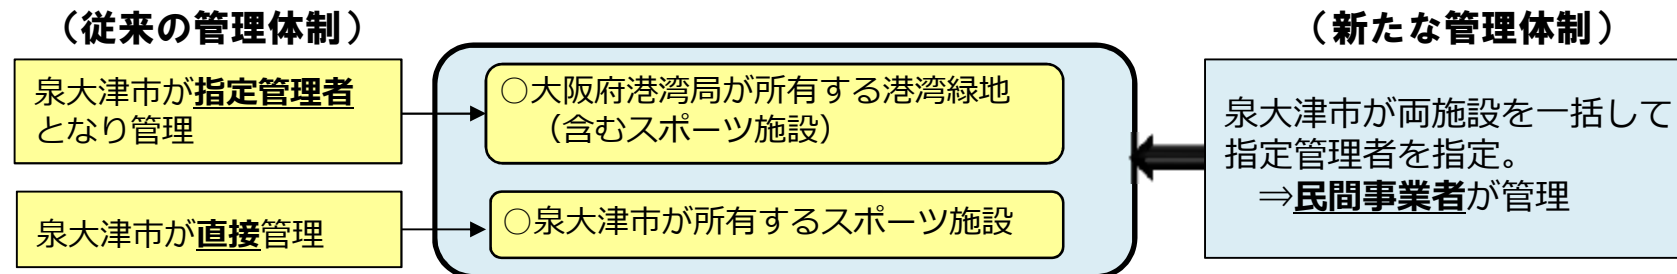 （従来の管理体制）
泉大津市が指定管理者
となり管理
泉大津市が直接管理
○大阪府港湾局が所有する港湾緑地
（含むスポーツ施設）
○泉大津市が所有するスポーツ施設
（新たな管理体制）
泉大津市が両施設を一括して
指定管理者を指定。
⇒民間事業者が管理